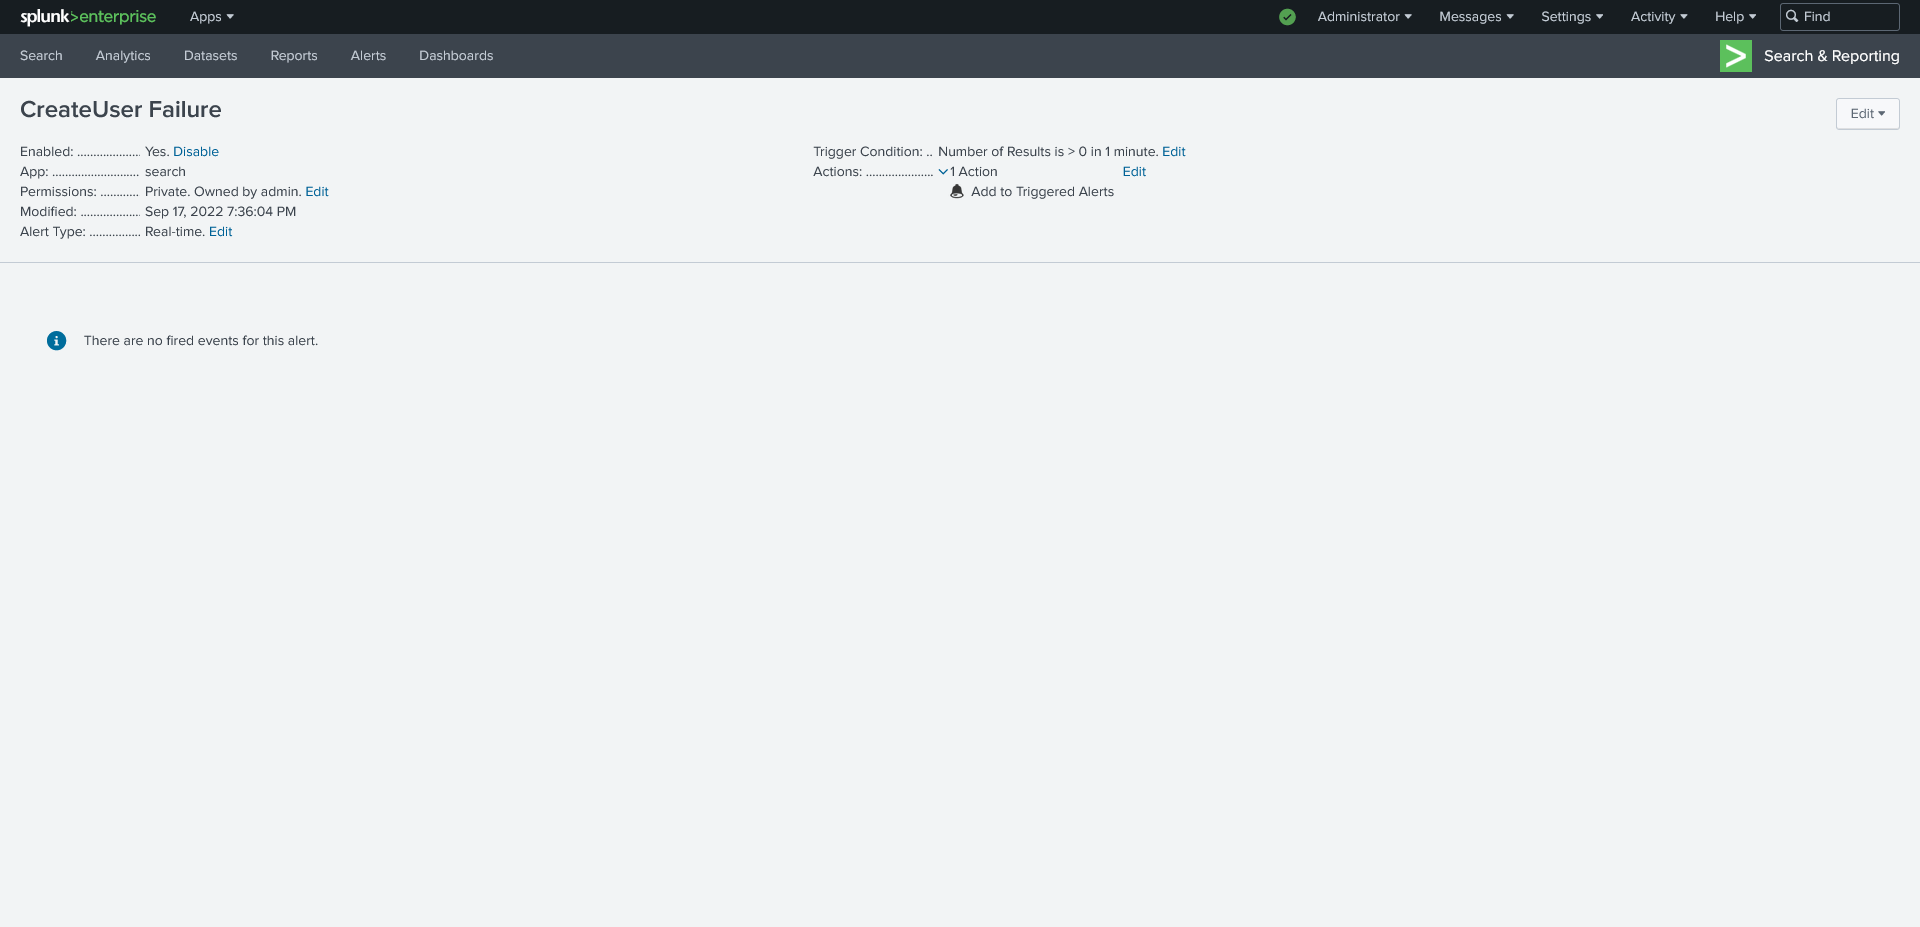 splunk>enterprise Apps Administrator Messages Settings Activity Help Find
Search Analytics Datasets Reports Alerts Dashboards Search & Reporting
CreateUser Failure
Edit
Enabled: ................... Yes. Disable
App: ........................... search
Permissions: ............ Private. Owned by admin. Edit
Modified: ................... Sep 17, 2022 7:36:04 PM
Alert Type: ................ Real-time. Edit
Trigger Condition: .. Number of Results is > 0 in 1 minute. Edit
Actions: ..................... 1 Action Edit
Add to Triggered Alerts
There are no fired events for this alert.